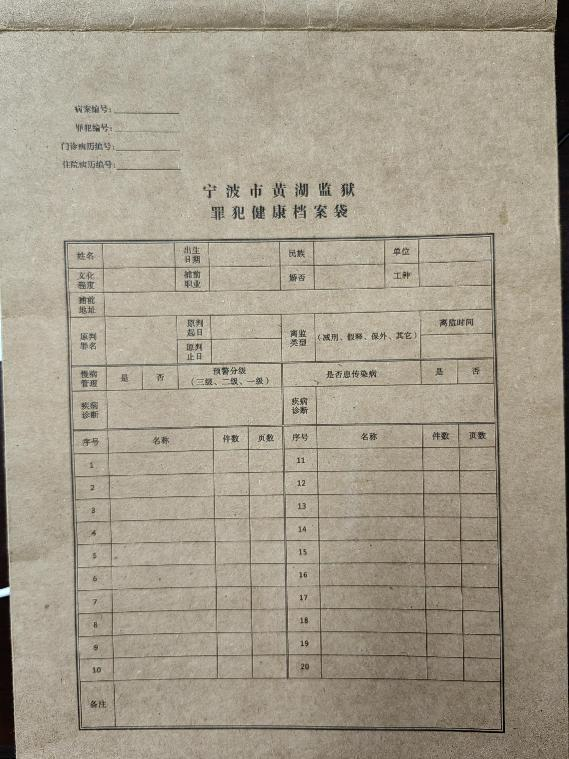 病案编号：
罪犯编号：
门诊病历编号：
住院病历编号：
宁波市黄湖监狱
罪犯健康档案袋
姓名 出生日期 民族 单位
文化程度 捕前职业 婚否 工种
捕前地址
原判罪名 原判起日 离监类型 （减刑、假释、保外、其它） 离监时间
原判止日
慢病管理 是 否 预警分级（三级、二级、一级） 是否患传染病 是 否
疾病诊断 疾病诊断
序号 名称 件数 页数 序号 名称 件数 页数
1 11
2 12
3 13
4 14
5 15
6 16
7 17
8 18
9 19
10 20
备注